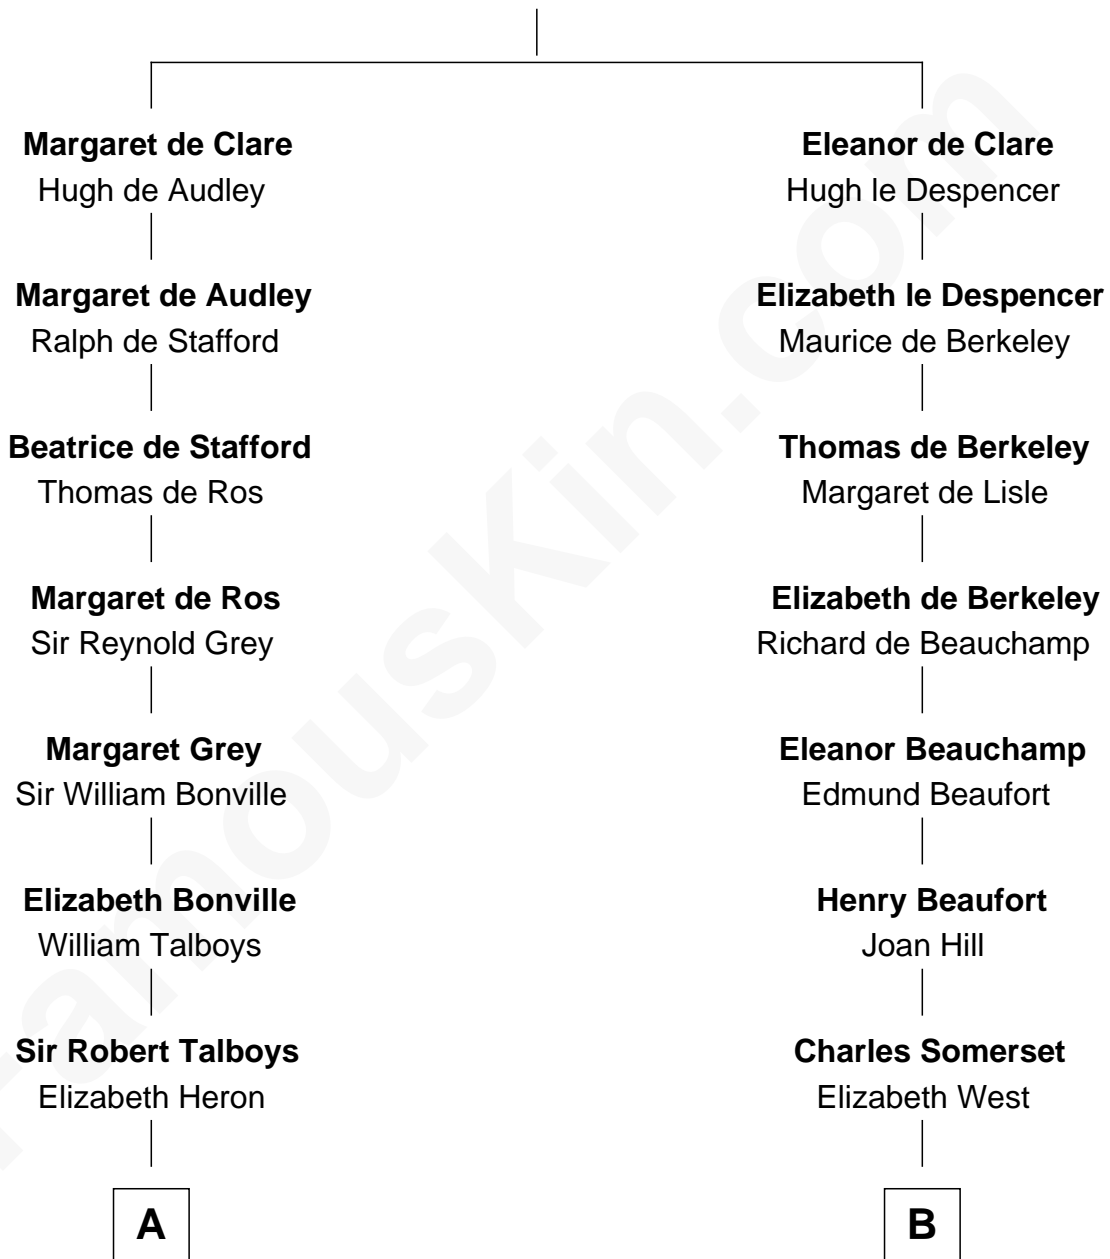 Margaret de Clare
Hugh de Audley
Margaret de Audley
Ralph de Stafford
Beatrice de Stafford
Thomas de Ros
Margaret de Ros
Sir Reynold Grey
Margaret Grey
Sir William Bonville
Elizabeth Bonville
William Talboys
Sir Robert Talboys
Elizabeth Heron
A
Eleanor de Clare
Hugh le Despencer
Elizabeth le Despencer
Maurice de Berkeley
Thomas de Berkeley
Margaret de Lisle
Elizabeth de Berkeley
Richard de Beauchamp
Eleanor Beauchamp
Edmund Beaufort
Henry Beaufort
Joan Hill
Charles Somerset
Elizabeth West
B
FamousKin.com